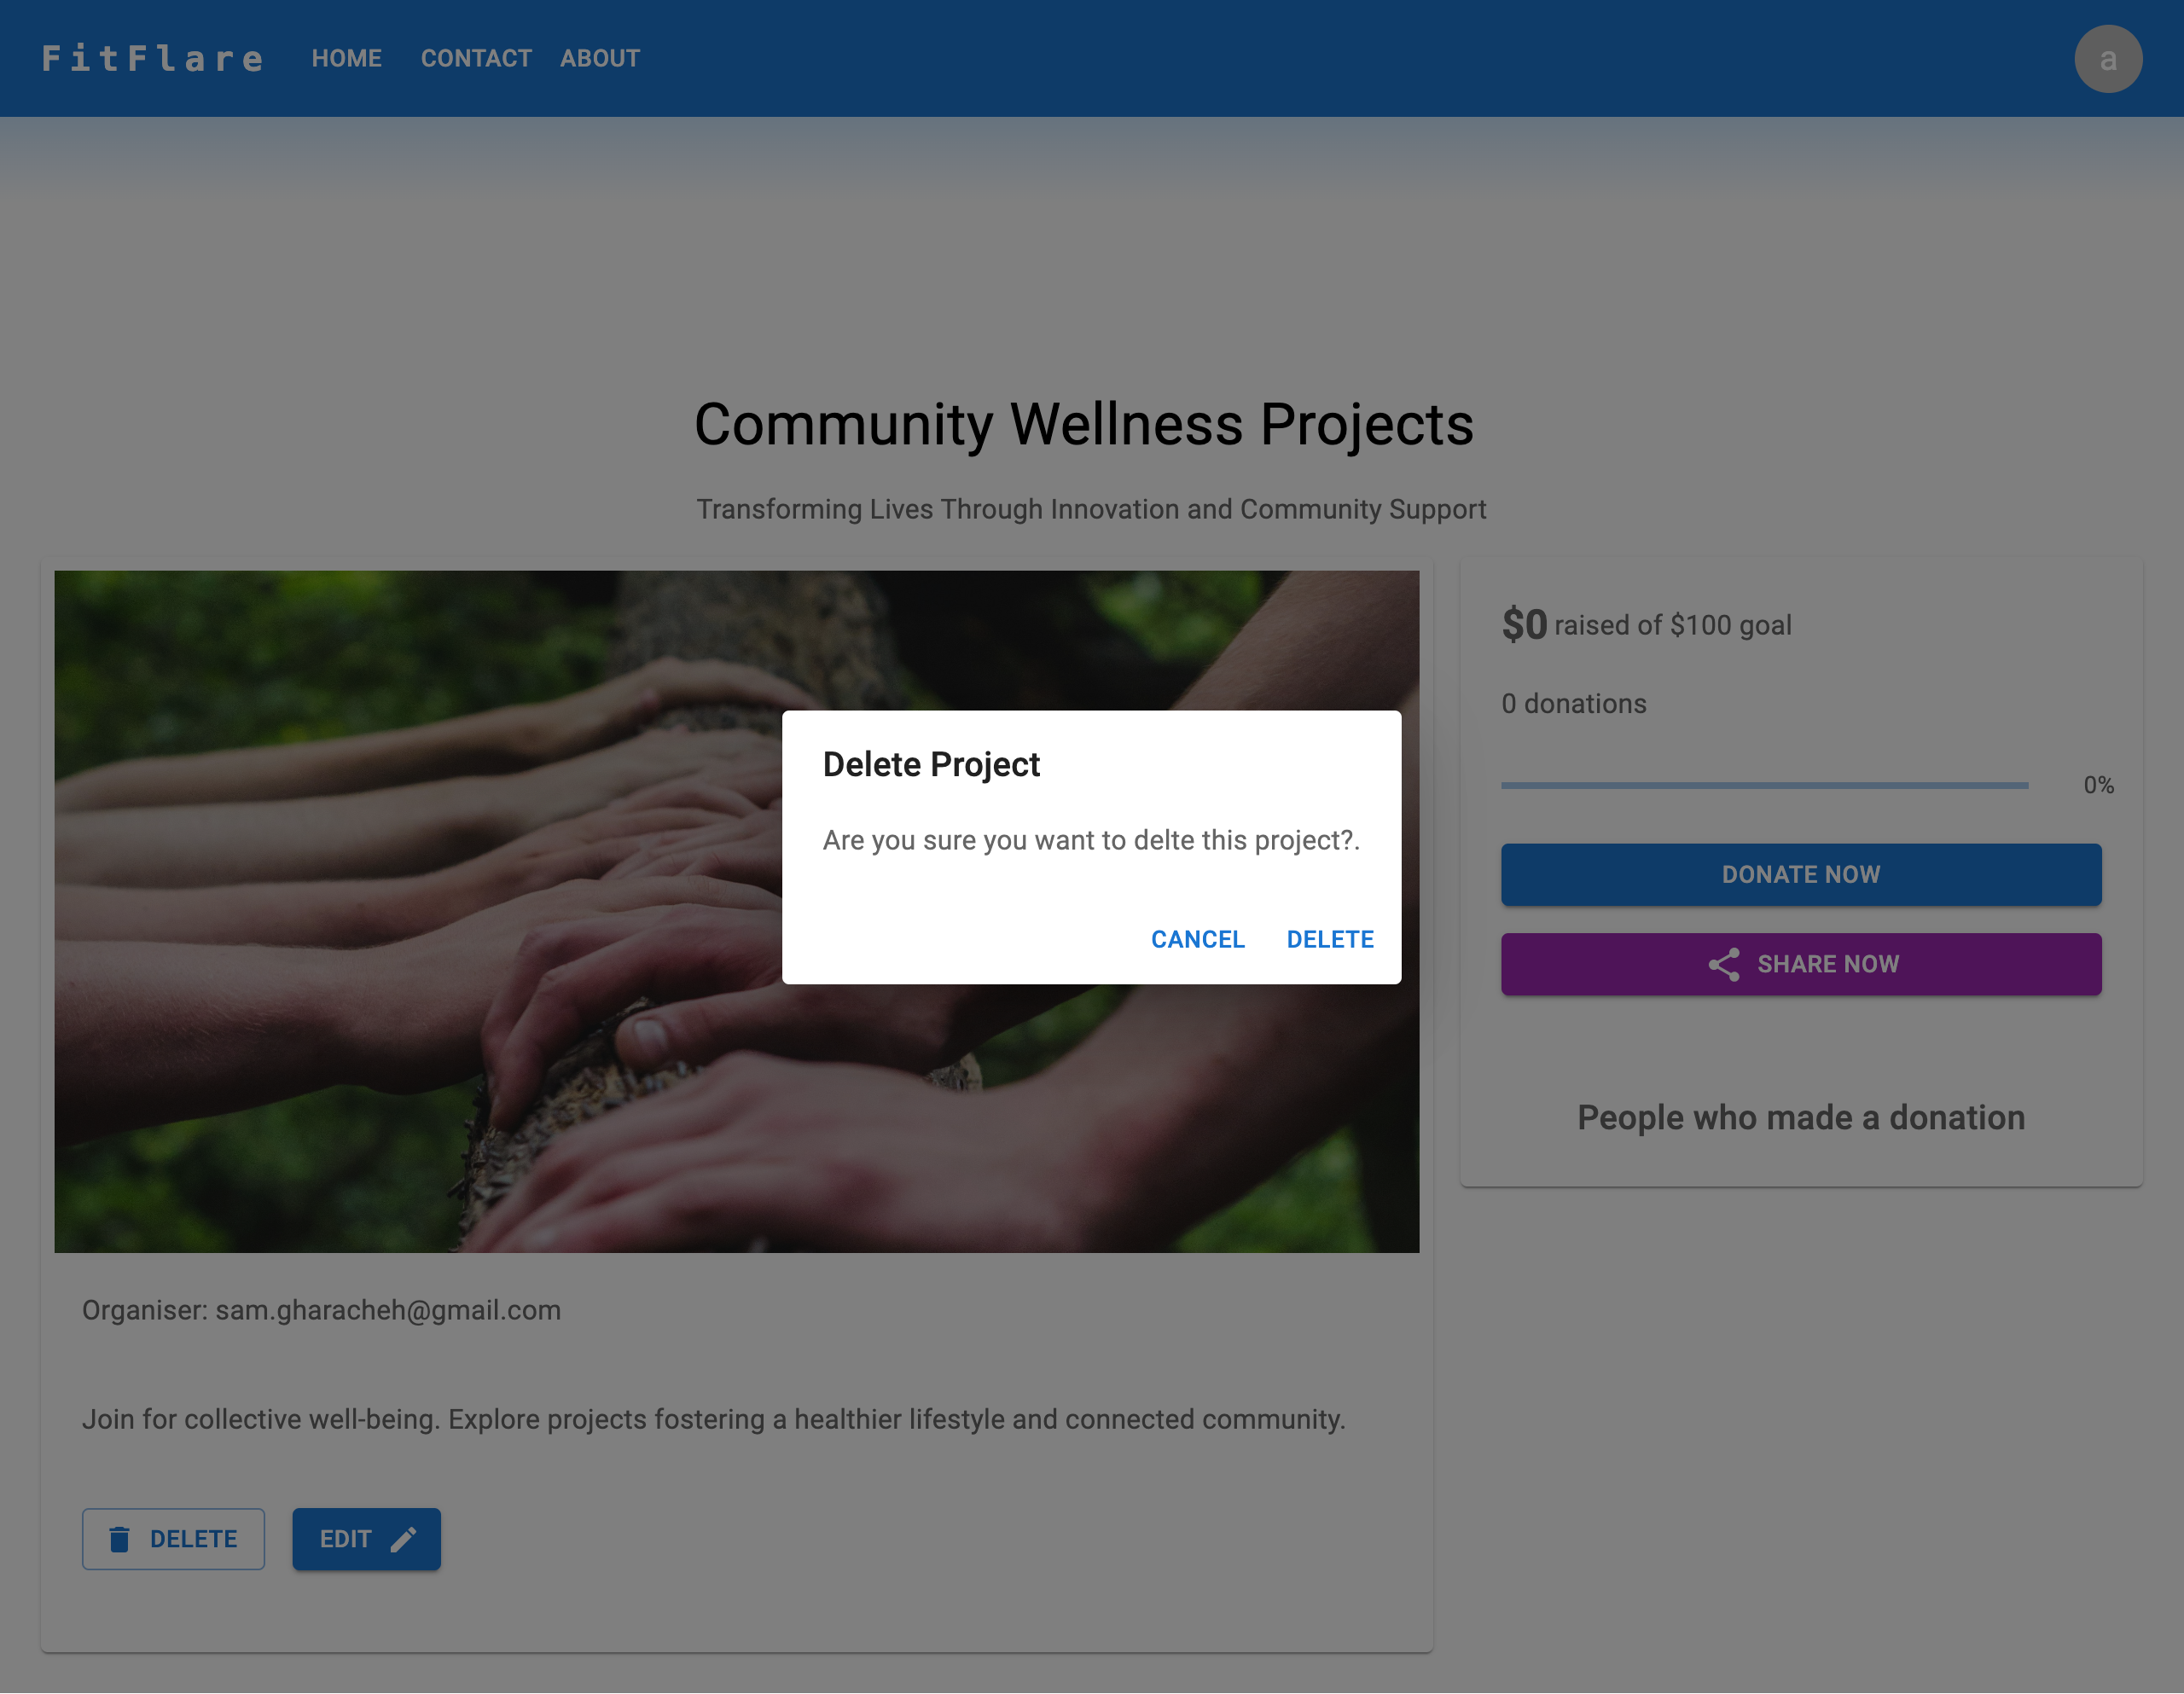 FitFlare HOME CONTACT ABOUT a
Community Wellness Projects
Transforming Lives Through Innovation and Community Support
$0 raised of $100 goal
0 donations
0%
DONATE NOW
SHARE NOW
People who made a donation
Delete Project
Are you sure you want to delte this project?.
CANCEL DELETE
Organiser: sam.gharacheh@gmail.com
Join for collective well-being. Explore projects fostering a healthier lifestyle and connected community.
DELETE EDIT